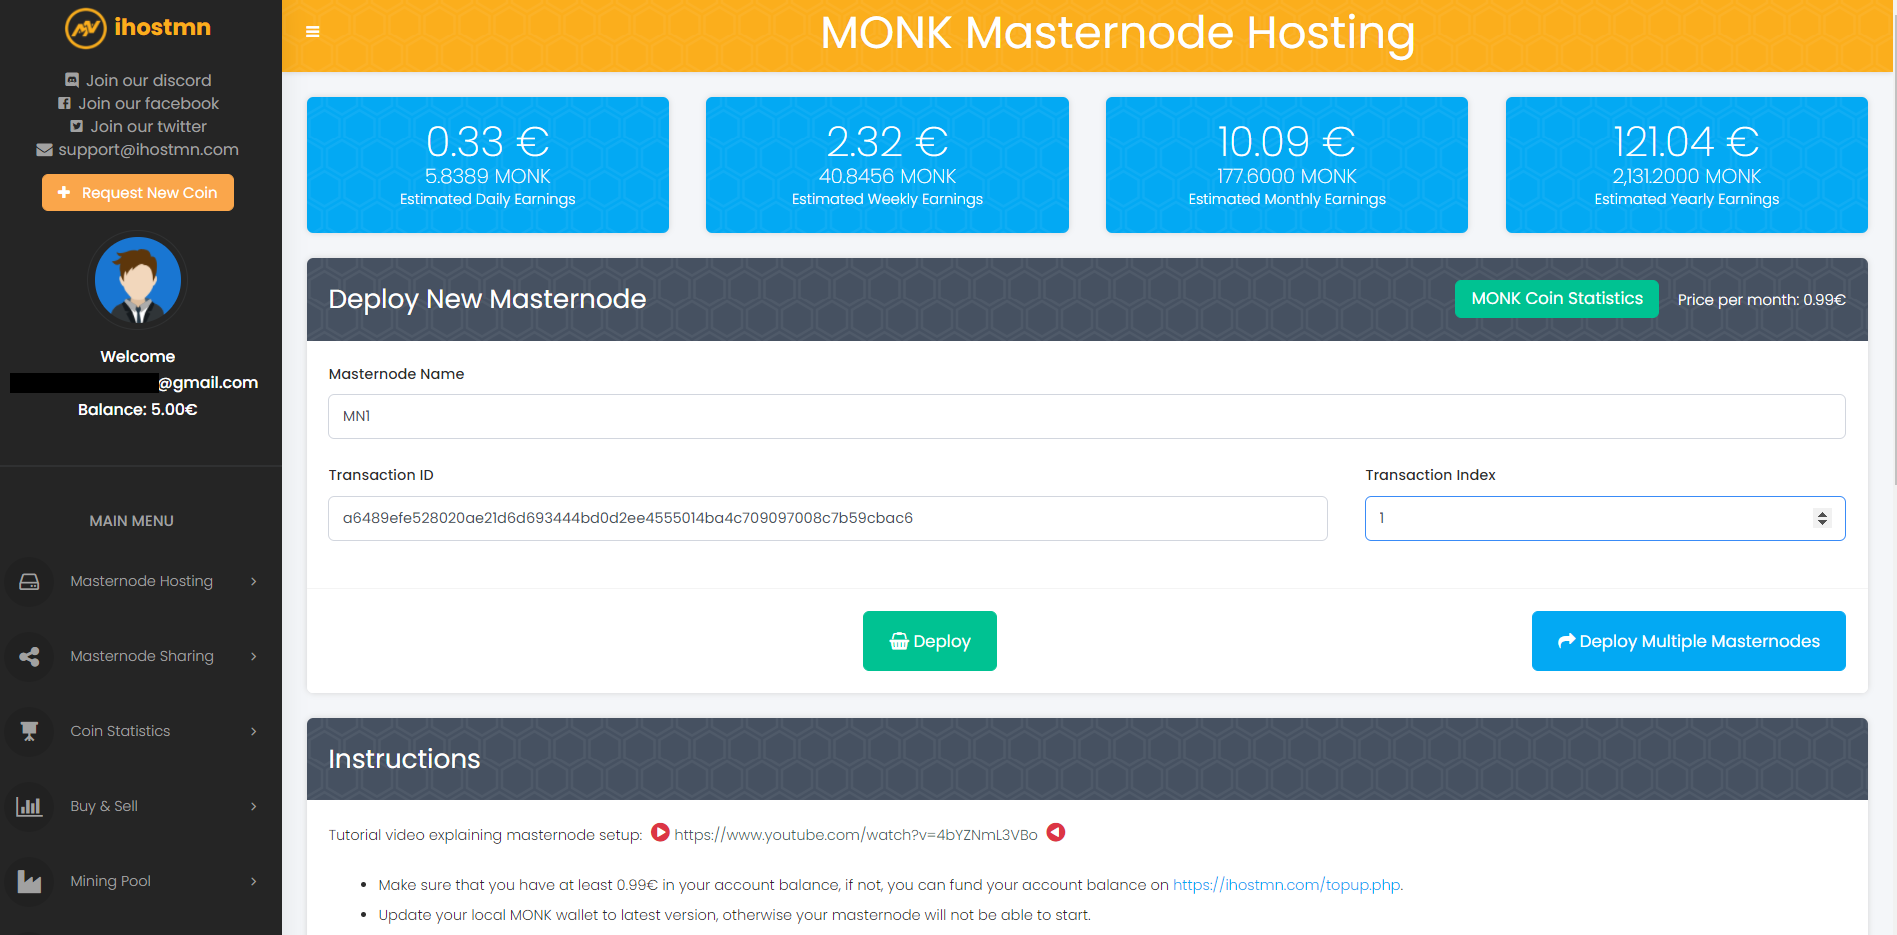 ihostmn
Join our discord
Join our facebook
Join our twitter
support@ihostmn.com
Request New Coin
Welcome
@gmail.com
Balance: 5.00€
MAIN MENU
Masternode Hosting
Masternode Sharing
Coin Statistics
Buy & Sell
Mining Pool
MONK Masternode Hosting
0.33 €
5.8389 MONK
Estimated Daily Earnings
2.32 €
40.8456 MONK
Estimated Weekly Earnings
10.09 €
177.6000 MONK
Estimated Monthly Earnings
121.04 €
2,131.2000 MONK
Estimated Yearly Earnings
Deploy New Masternode
MONK Coin Statistics
Price per month: 0.99€
Masternode Name
MN1
Transaction ID
a6489efe528020ae21d6d693444bd0d2ee4555014ba4c709097008c7b59cbac6
Transaction Index
1
Deploy
Deploy Multiple Masternodes
Instructions
Tutorial video explaining masternode setup: https://www.youtube.com/watch?v=4bYZNmL3VBo
Make sure that you have at least 0.99€ in your account balance, if not, you can fund your account balance on https://ihostmn.com/topup.php.
Update your local MONK wallet to latest version, otherwise your masternode will not be able to start.